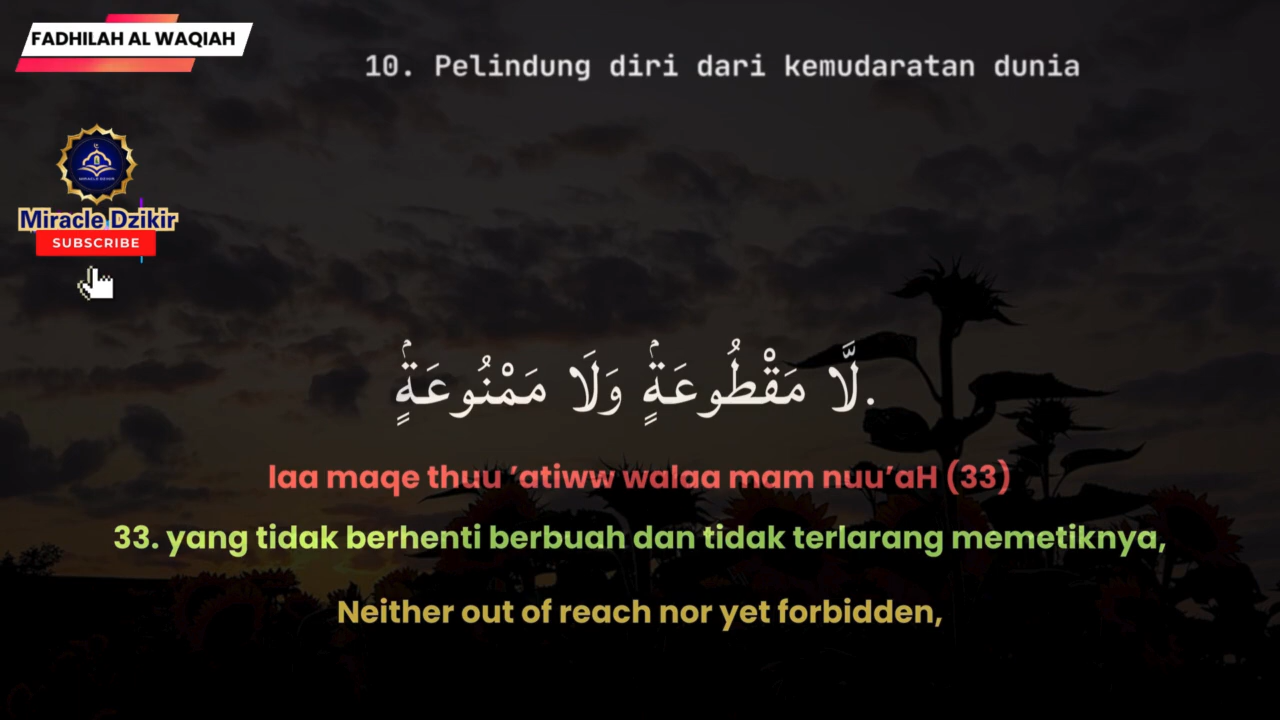 FADHILAH AL WAQIAH
10. Pelindung diri dari kemudaratan dunia
MIRACLE DZIKIR
Miracle Dzikir
SUBSCRIBE
لَّا مَقْطُوعَةٍۢ وَلَا مَمْنُوعَةٍۢ.
laa maqe thuu ’atiww walaa mam nuu’aH (33)
33. yang tidak berhenti berbuah dan tidak terlarang memetiknya,
Neither out of reach nor yet forbidden,